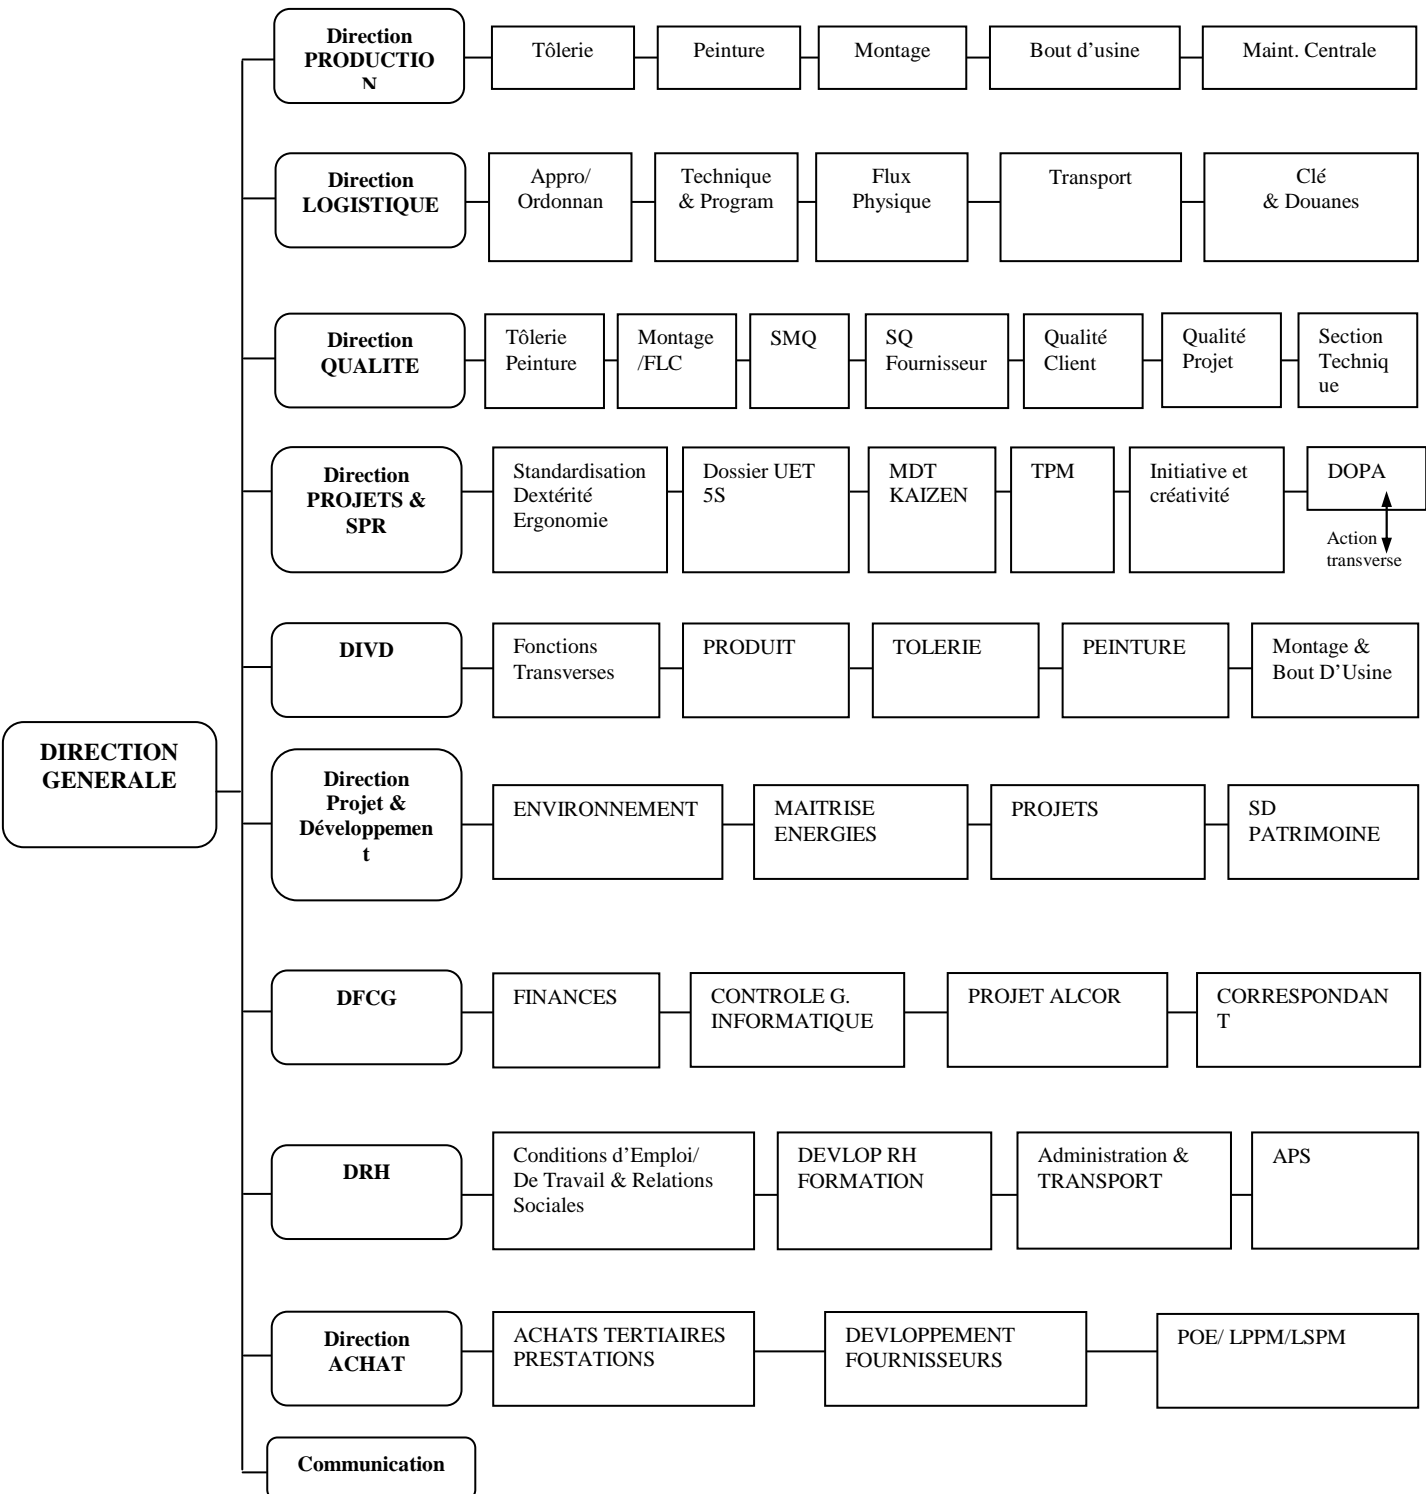 Direction
PRODUCTIO
N
Tôlerie
Peinture
Montage
Bout d'usine
Maint. Centrale
Direction
LOGISTIQUE
Appro/
Ordonnan
Technique
& Program
Flux
Physique
Transport
Clé
& Douanes
Direction
QUALITE
Tôlerie
Peinture
Montage
/FLC
SMQ
SQ
Fournisseur
Qualité
Client
Qualité
Projet
Section
Techniq
ue
Direction
PROJETS &
SPR
Standardisation
Dextérité
Ergonomie
Dossier UET
5S
MDT
KAIZEN
TPM
Initiative et
créativité
DOPA
Action
transverse
DIVD
Fonctions
Transverses
PRODUIT
TOLERIE
PEINTURE
Montage &
Bout D’Usine
DIRECTION
GENERALE
Direction
Projet &
Développemen
t
ENVIRONNEMENT
MAITRISE
ENERGIES
PROJETS
SD
PATRIMOINE
DFCG
FINANCES
CONTROLE G.
INFORMATIQUE
PROJET ALCOR
CORRESPONDAN
T
DRH
Conditions d’Emploi/
De Travail & Relations
Sociales
DEVLOP RH
FORMATION
Administration &
TRANSPORT
APS
Direction
ACHAT
ACHATS TERTIAIRES
PRESTATIONS
DEVLOPPEMENT
FOURNISSEURS
POE/ LPPM/LSPM
Communication